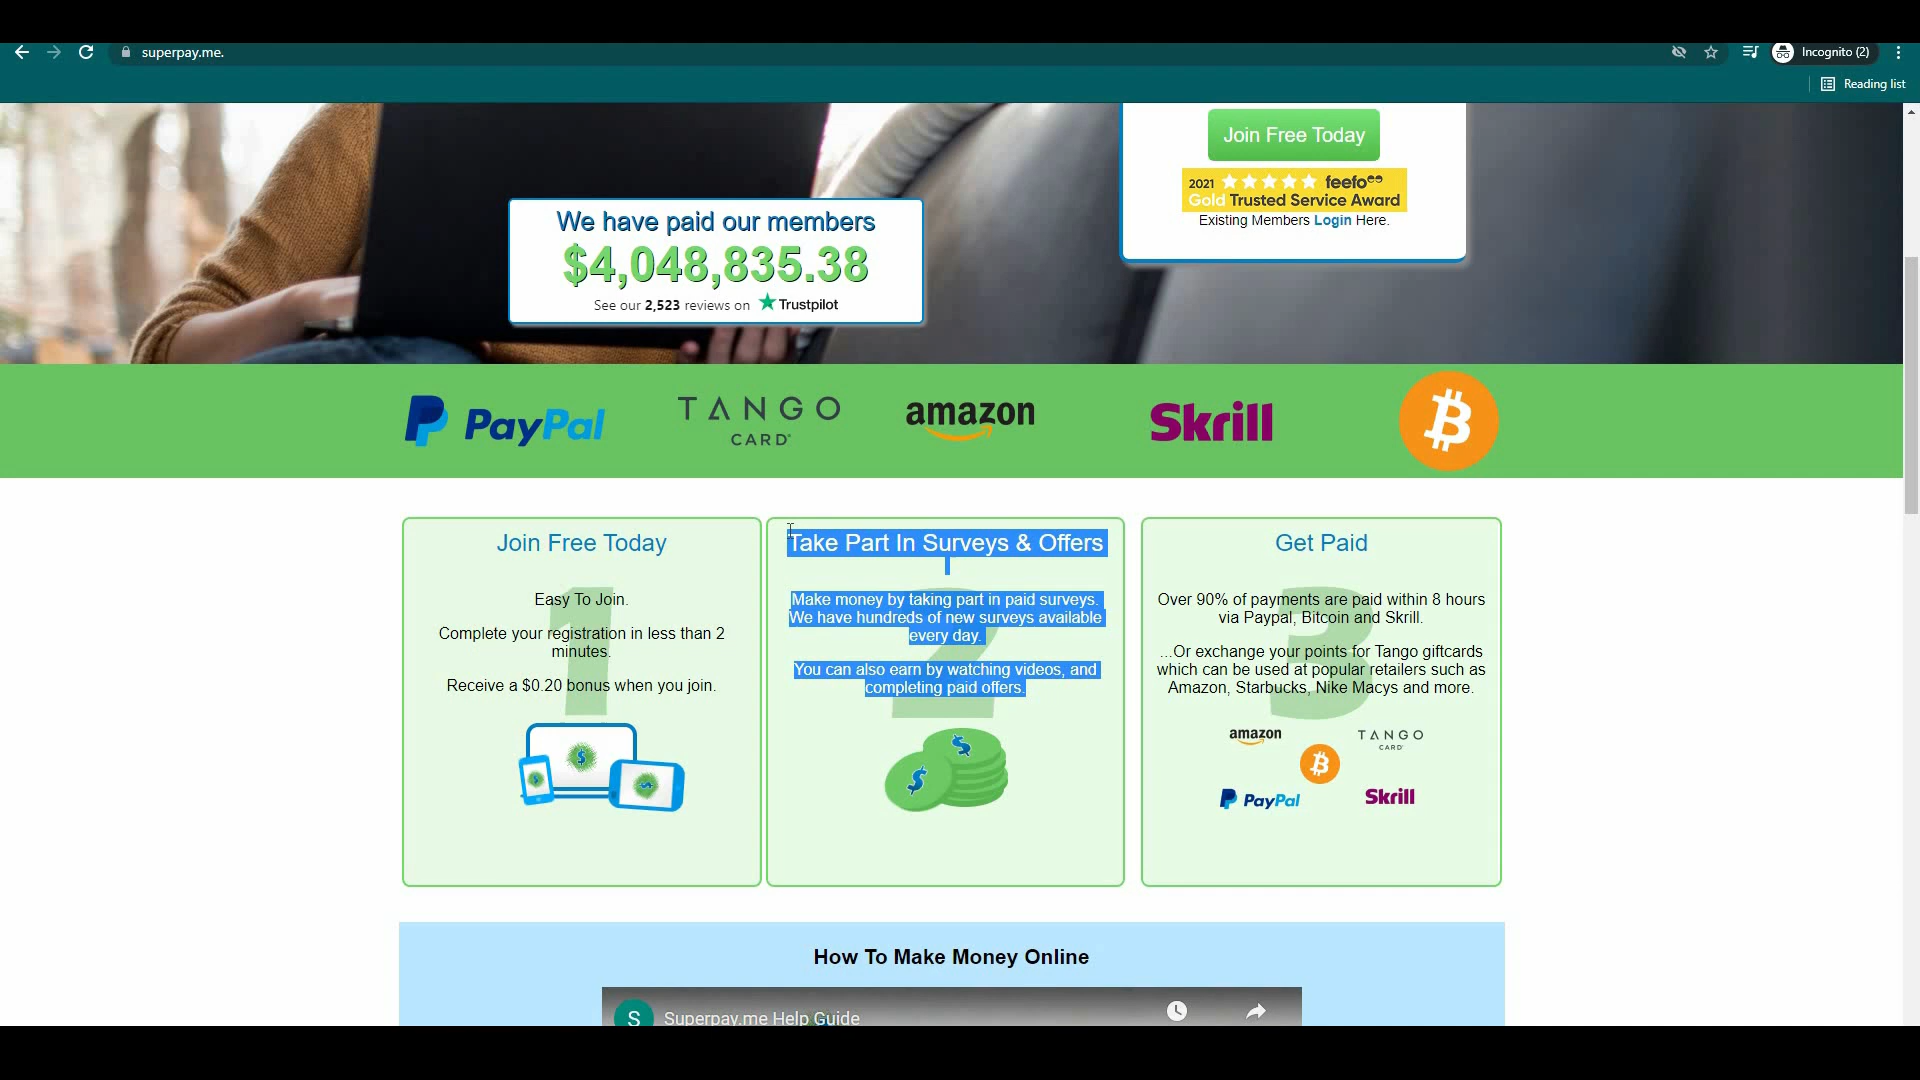 superpay.me.
Incognito (2)
Reading list
Join Free Today
2021 feefo
Gold Trusted Service Award
Existing Members Login Here.
We have paid our members
$4,048,835.38
See our 2,523 reviews on Trustpilot
PayPal
TANGO
CARD
amazon
Skrill
Join Free Today
1
Easy To Join.
Complete your registration in less than 2
minutes.
Receive a $0.20 bonus when you join.
Take Part In Surveys & Offers
2
Make money by taking part in paid surveys.
We have hundreds of new surveys available
every day.
You can also earn by watching videos, and
completing paid offers.
Get Paid
3
Over 90% of payments are paid within 8 hours
via Paypal, Bitcoin and Skrill.
...Or exchange your points for Tango giftcards
which can be used at popular retailers such as
Amazon, Starbucks, Nike Macys and more.
amazon
TANGO
CARD
PayPal
Skrill
How To Make Money Online
S
Superpay.me Help Guide